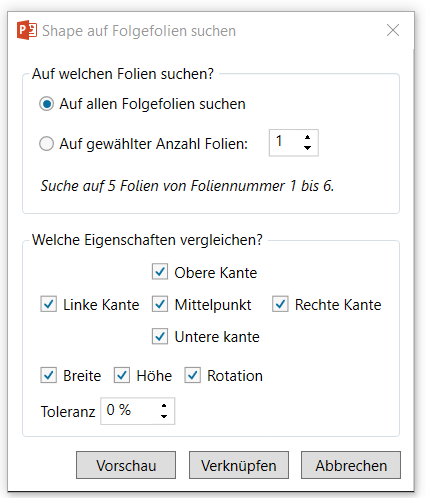 Shape auf Folgefolien suchen
Auf welchen Folien suchen?
Auf allen Folgefolien suchen
Auf gewählter Anzahl Folien: 1
Suche auf 5 Folien von Foliennummer 1 bis 6.
Welche Eigenschaften vergleichen?
Obere Kante
Linke Kante Mittelpunkt Rechte Kante
Untere kante
Breite Höhe Rotation
Toleranz 0 %
Vorschau Verknüpfen Abbrechen